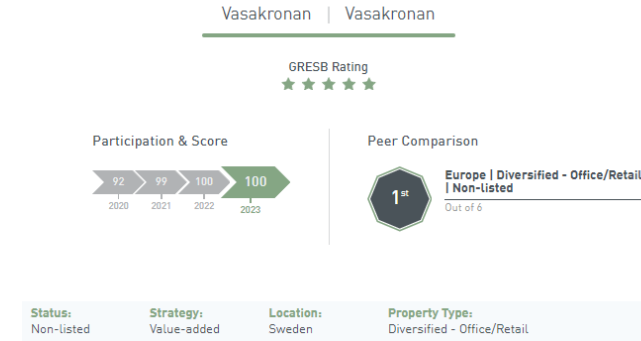 Vasakronan | Vasakronan
GRESB Rating
Participation & Score
92 99 100 100
2020 2021 2022 2023
Peer Comparison
1st
Europe | Diversified - Office/Retail
| Non-listed
Out of 6
Status: Strategy: Location: Property Type:
Non-listed Value-added Sweden Diversified - Office/Retail